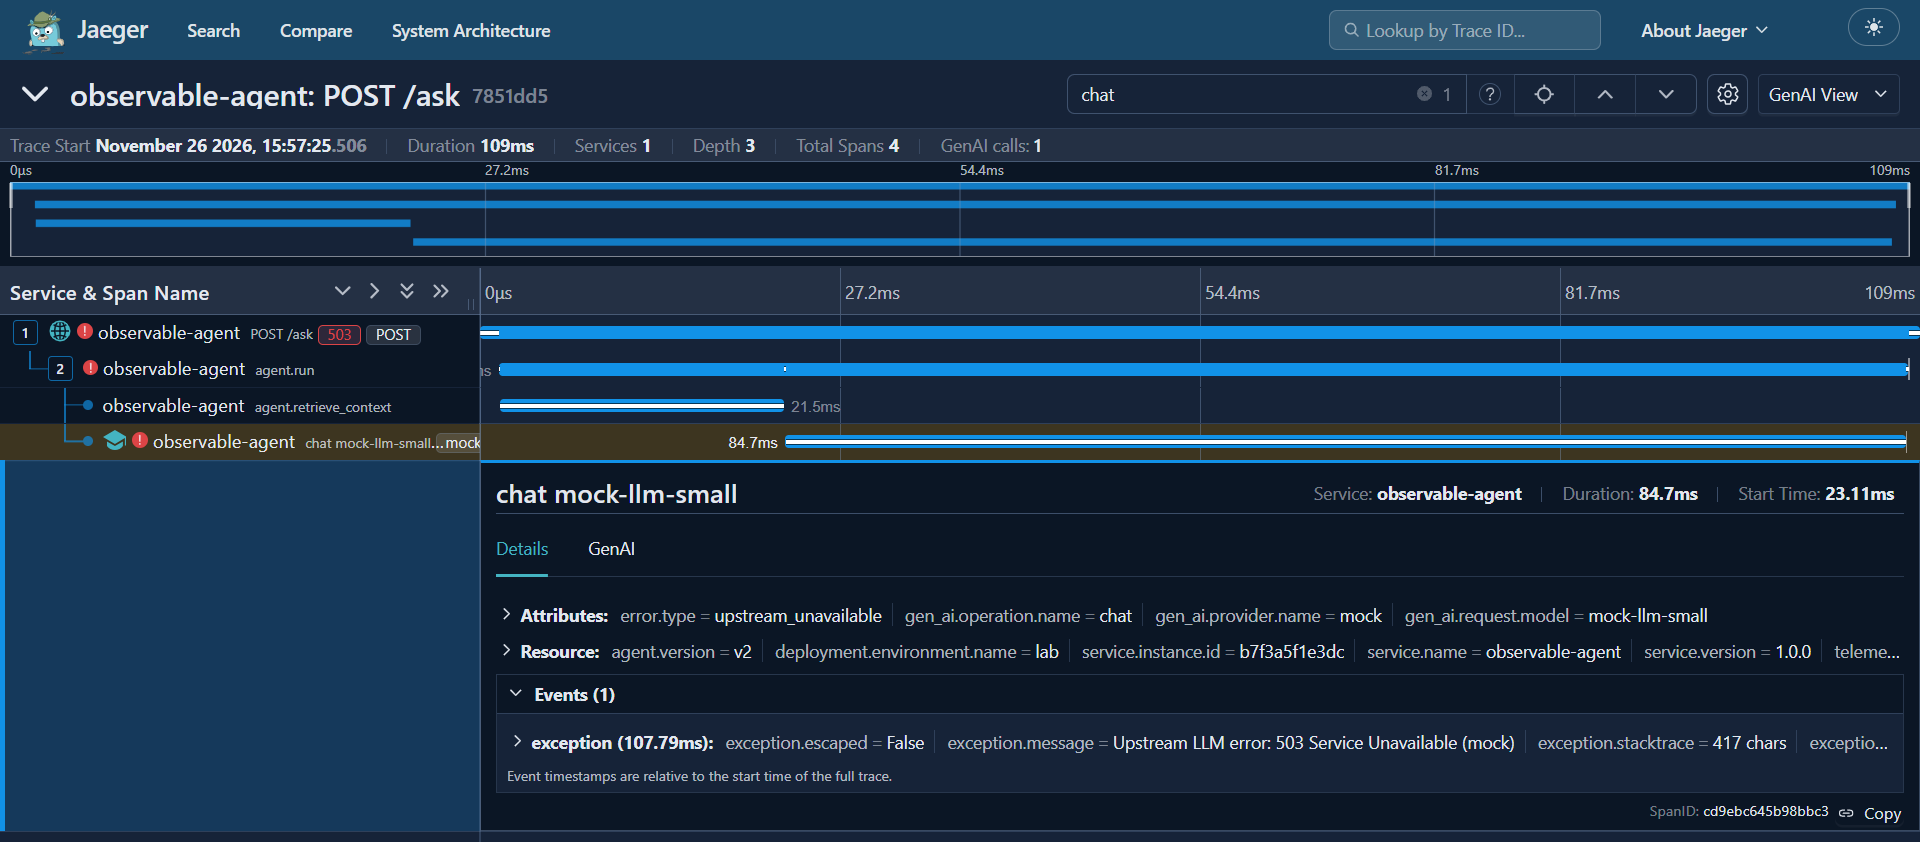 Jaeger Search Compare System Architecture Lookup by Trace ID... About Jaeger
observable-agent: POST /ask 7851dd5 chat 1 ? GenAI View
Trace Start November 26 2026, 15:57:25.506 Duration 109ms Services 1 Depth 3 Total Spans 4 GenAI calls: 1
0μs 27.2ms 54.4ms 81.7ms 109ms
Service & Span Name 0μs 27.2ms 54.4ms 81.7ms 109ms
1 observable-agent POST /ask 503 POST
2 observable-agent agent.run
observable-agent agent.retrieve_context 21.5ms
observable-agent chat mock-llm-small... mock 84.7ms
chat mock-llm-small Service: observable-agent Duration: 84.7ms Start Time: 23.11ms
Details GenAI
Attributes: error.type = upstream_unavailable gen_ai.operation.name = chat gen_ai.provider.name = mock gen_ai.request.model = mock-llm-small
Resource: agent.version = v2 deployment.environment.name = lab service.instance.id = b7f3a5f1e3dc service.name = observable-agent service.version = 1.0.0 teleme...
Events (1)
exception (107.79ms): exception.escaped = False exception.message = Upstream LLM error: 503 Service Unavailable (mock) exception.stacktrace = 417 chars exceptio...
Event timestamps are relative to the start time of the full trace.
SpanID: cd9ebc645b98bbc3 Copy